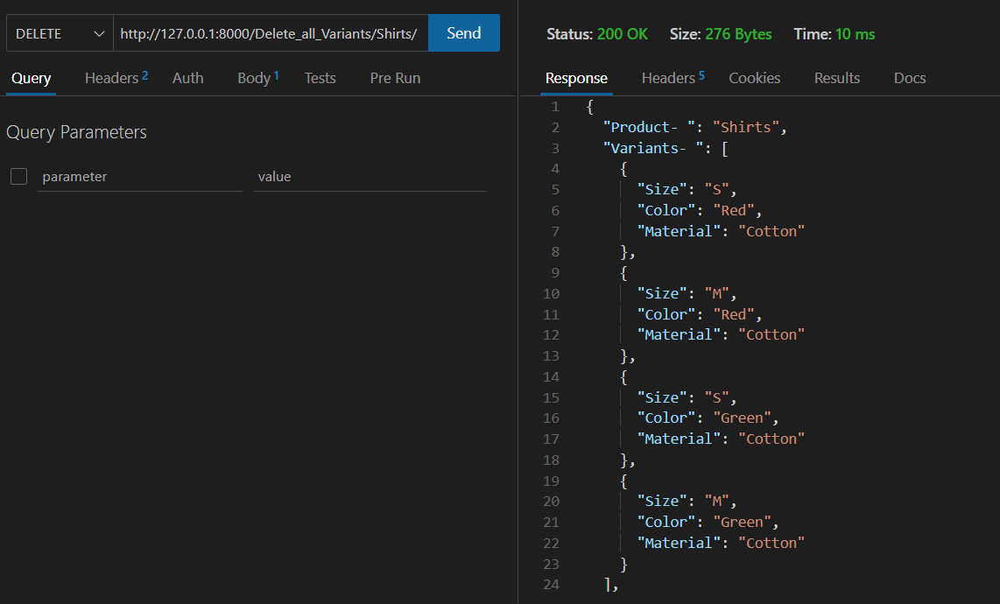 DELETE http://127.0.0.1:8000/Delete_all_Variants/Shirts/ Send
Query Headers 2 Auth Body 1 Tests Pre Run
Query Parameters
parameter value
Status: 200 OK Size: 276 Bytes Time: 10 ms
Response Headers 5 Cookies Results Docs
1 {
2 "Product- ": "Shirts",
3 "Variants- ": [
4 {
5 "Size": "S",
6 "Color": "Red",
7 "Material": "Cotton"
8 },
9 {
10 "Size": "M",
11 "Color": "Red",
12 "Material": "Cotton"
13 },
14 {
15 "Size": "S",
16 "Color": "Green",
17 "Material": "Cotton"
18 },
19 {
20 "Size": "M",
21 "Color": "Green",
22 "Material": "Cotton"
23 }
24 ],